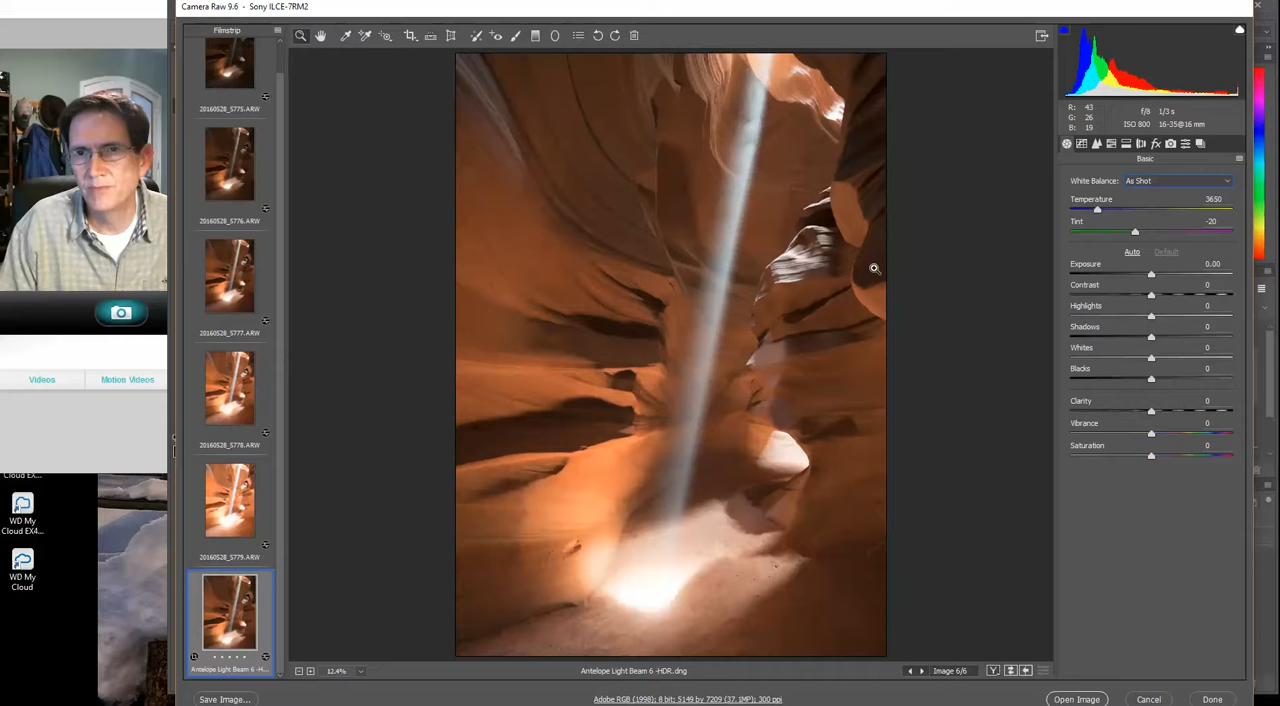 Camera Raw 9.6 - Sony ILCE-7RM2
Filmstrip
20160528_5775.ARW
20160528_5776.ARW
20160528_5777.ARW
20160528_5778.ARW
20160528_5779.ARW
Antelope Light Beam 6 -H...
Videos
Motion Videos
Cloud EX...
WD My
Cloud EX4...
WD My
Cloud
R: 43
G: 26
B: 19
f/8 1/3 s
ISO 800 16-35@16 mm
fx
Basic
White Balance: As Shot
Temperature 3650
Tint -20
Auto Default
Exposure 0.00
Contrast 0
Highlights 0
Shadows 0
Whites 0
Blacks 0
Clarity 0
Vibrance 0
Saturation 0
12.4%
Antelope Light Beam 6 -HDR.dng
Image 6/6
Y
Save Image...
Adobe RGB (1998); 8 bit; 5149 by 7209 (37.1MP); 300 ppi
Open Image
Cancel
Done